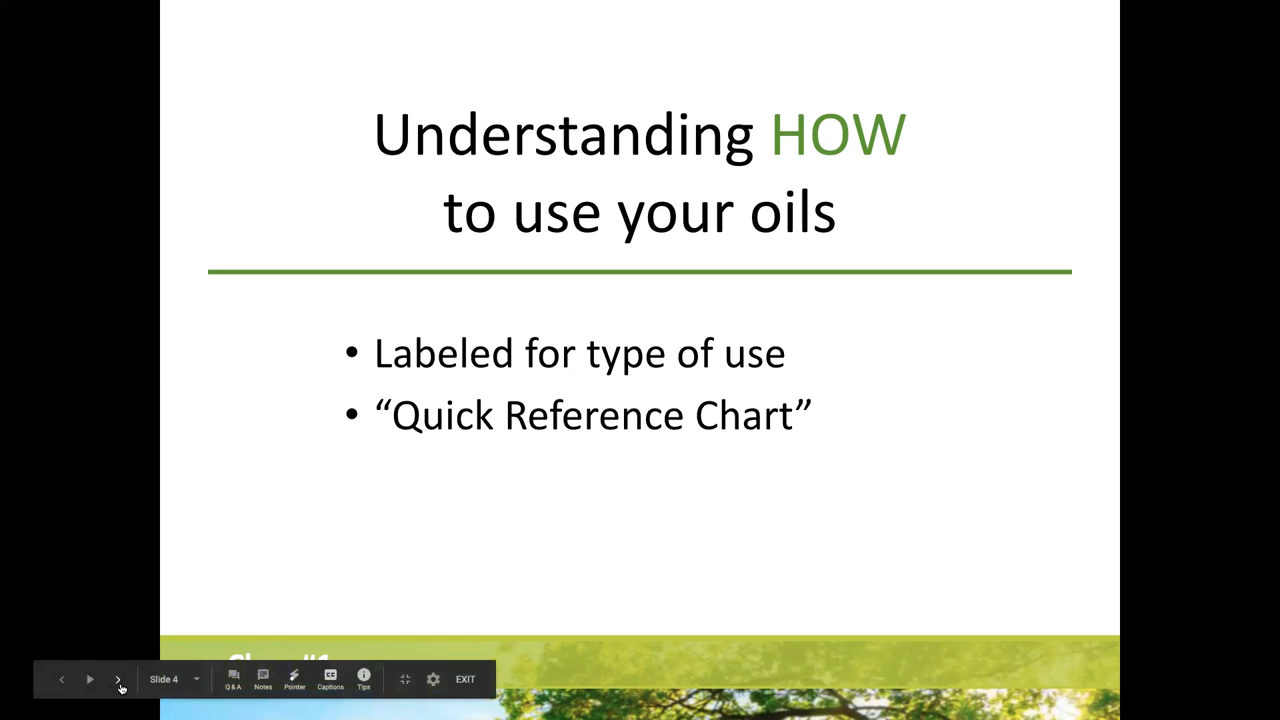 Understanding HOW
to use your oils
• Labeled for type of use
• “Quick Reference Chart”
Slide 4
Q & A
Notes
Pointer
Captions
Tips
EXIT